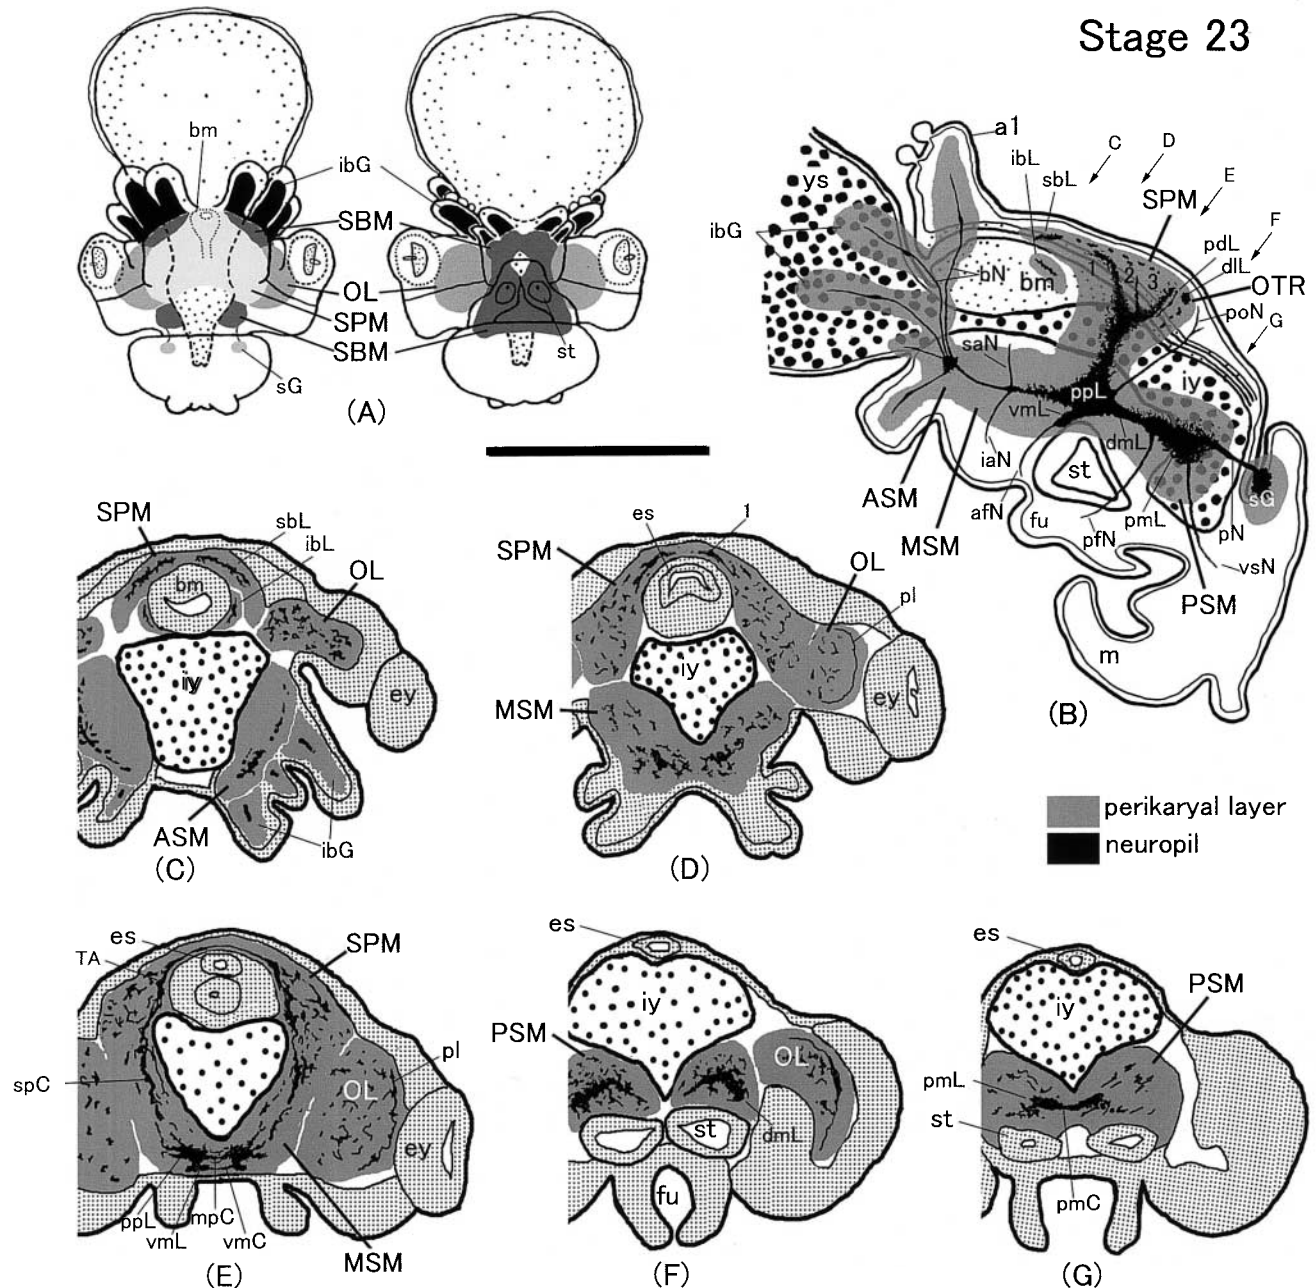 Stage 23
bm
ibG
SBM
OL
SPM
SBM
sG
st
(A)
a1
ibL
sbL
C
D
E
F
G
SPM
pdL
dlL
OTR
poN
ys
ibG
bN
bm
1
2
3
saN
iy
ppL
vmL
dmL
iaN
st
sG
ASM
afN
fu
MSM
pfN
pmL
pN
vsN
PSM
m
(B)
SPM
sbL
ibL
OL
bm
iy
ey
ASM
ibG
(C)
es
1
SPM
OL
pl
iy
ey
MSM
(D)
perikaryal layer
neuropil
es
TA
SPM
spC
pl
OL
ey
ppL
vmL
mpC
vmC
MSM
(E)
es
iy
PSM
OL
st
dmL
fu
(F)
es
PSM
iy
pmL
st
pmC
(G)